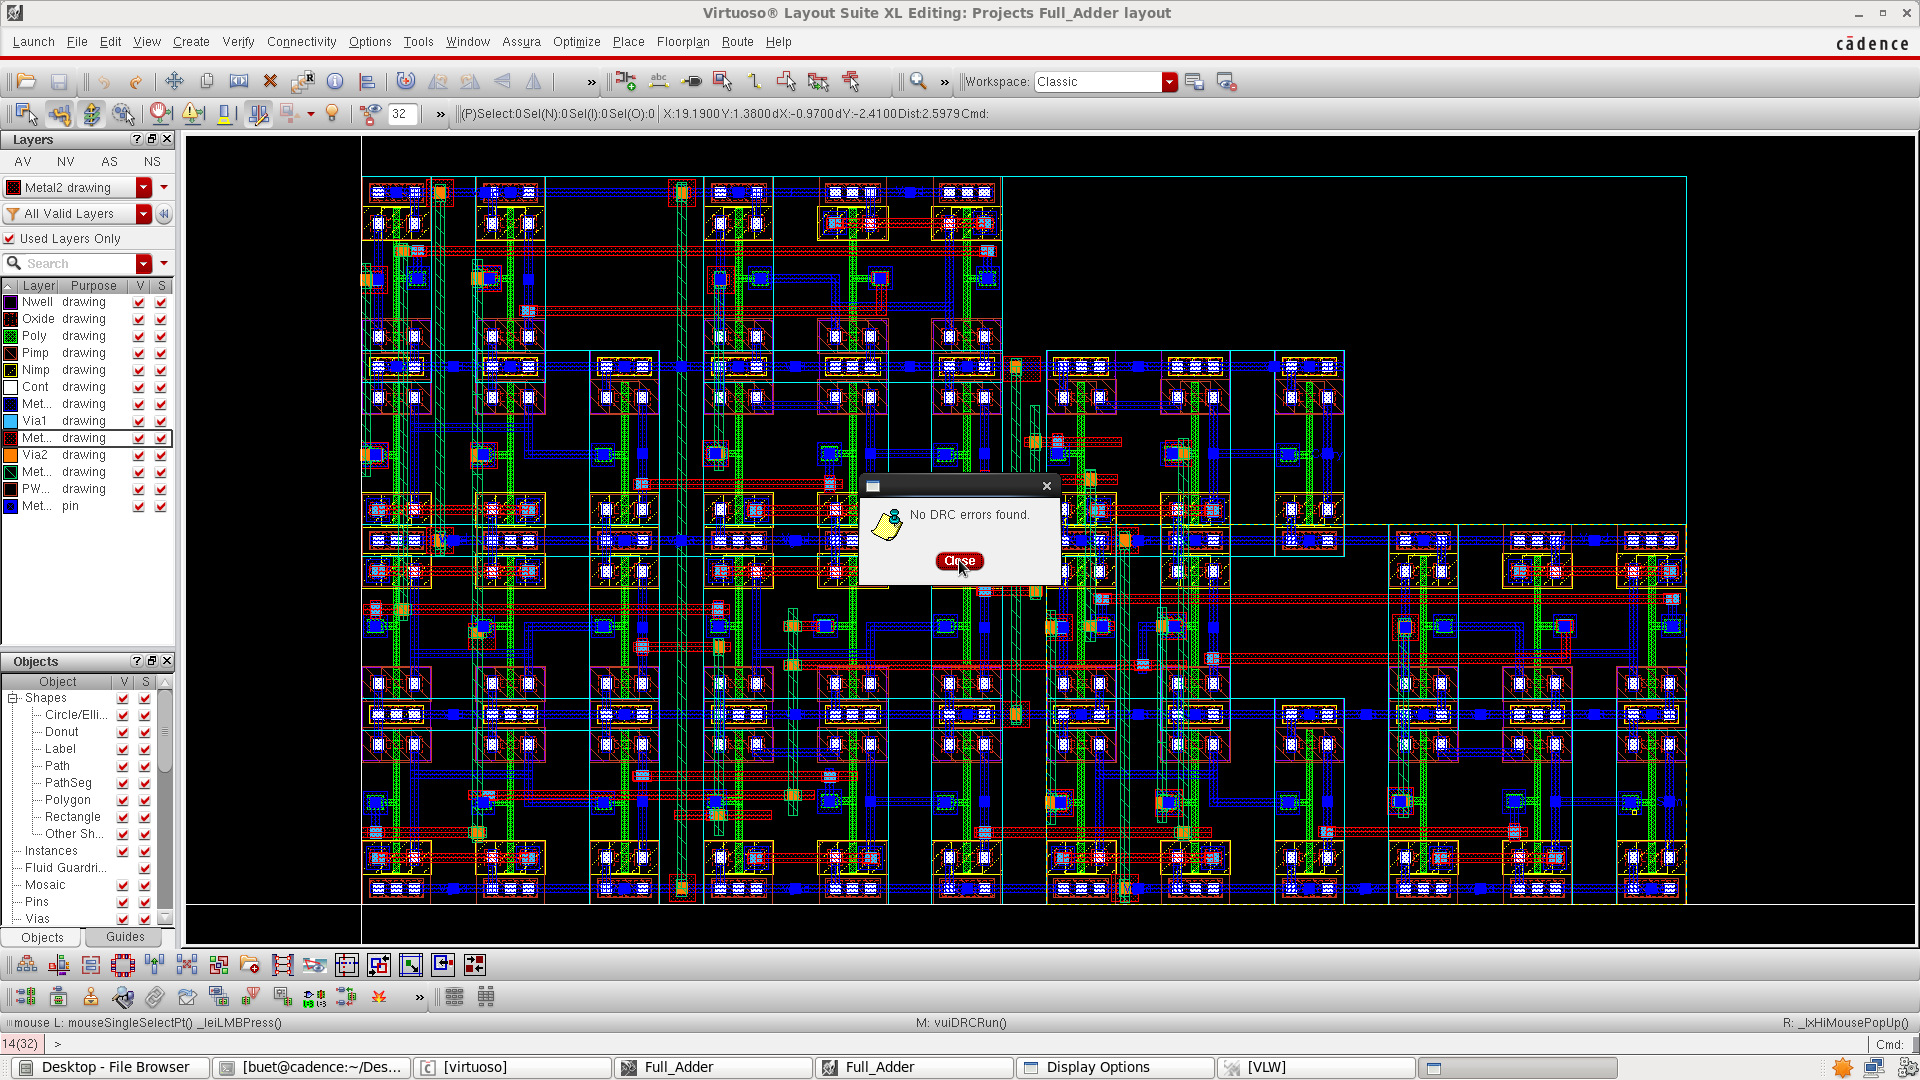 Virtuoso® Layout Suite XL Editing: Projects Full_Adder layout
Launch File Edit View Create Verify Connectivity Options Tools Window Assura Optimize Place Floorplan Route Help
cādence
Workspace: Classic
32
(P)Select:0 Sel(N):0 Sel(I):0 Sel(O):0 X:19.1900 Y:1.3800 dX:-0.9700 dY:-2.4100 Dist:2.5979 Cmd:
Layers
AV NV AS NS
Metal2 drawing
All Valid Layers
Used Layers Only
Search
Layer Purpose V S
Nwell drawing
Oxide drawing
Poly drawing
Pimp drawing
Nimp drawing
Cont drawing
Met... drawing
Via1 drawing
Met... drawing
Via2 drawing
Met... drawing
PW... drawing
Met... pin
Objects
Object V S
Shapes
Circle/Elli...
Donut
Label
Path
PathSeg
Polygon
Rectangle
Other Sh...
Instances
Fluid Guardri...
Mosaic
Pins
Vias
Objects Guides
No DRC errors found.
Close
mouse L: mouseSingleSelectPt() _leiLMBPress()
M: vuiDRCRun()
R: _lxHiMousePopUp()
14(32) >
Cmd:
Desktop - File Browser
[buet@cadence:~/Des...
[virtuoso]
Full_Adder
Full_Adder
Display Options
[VLW]